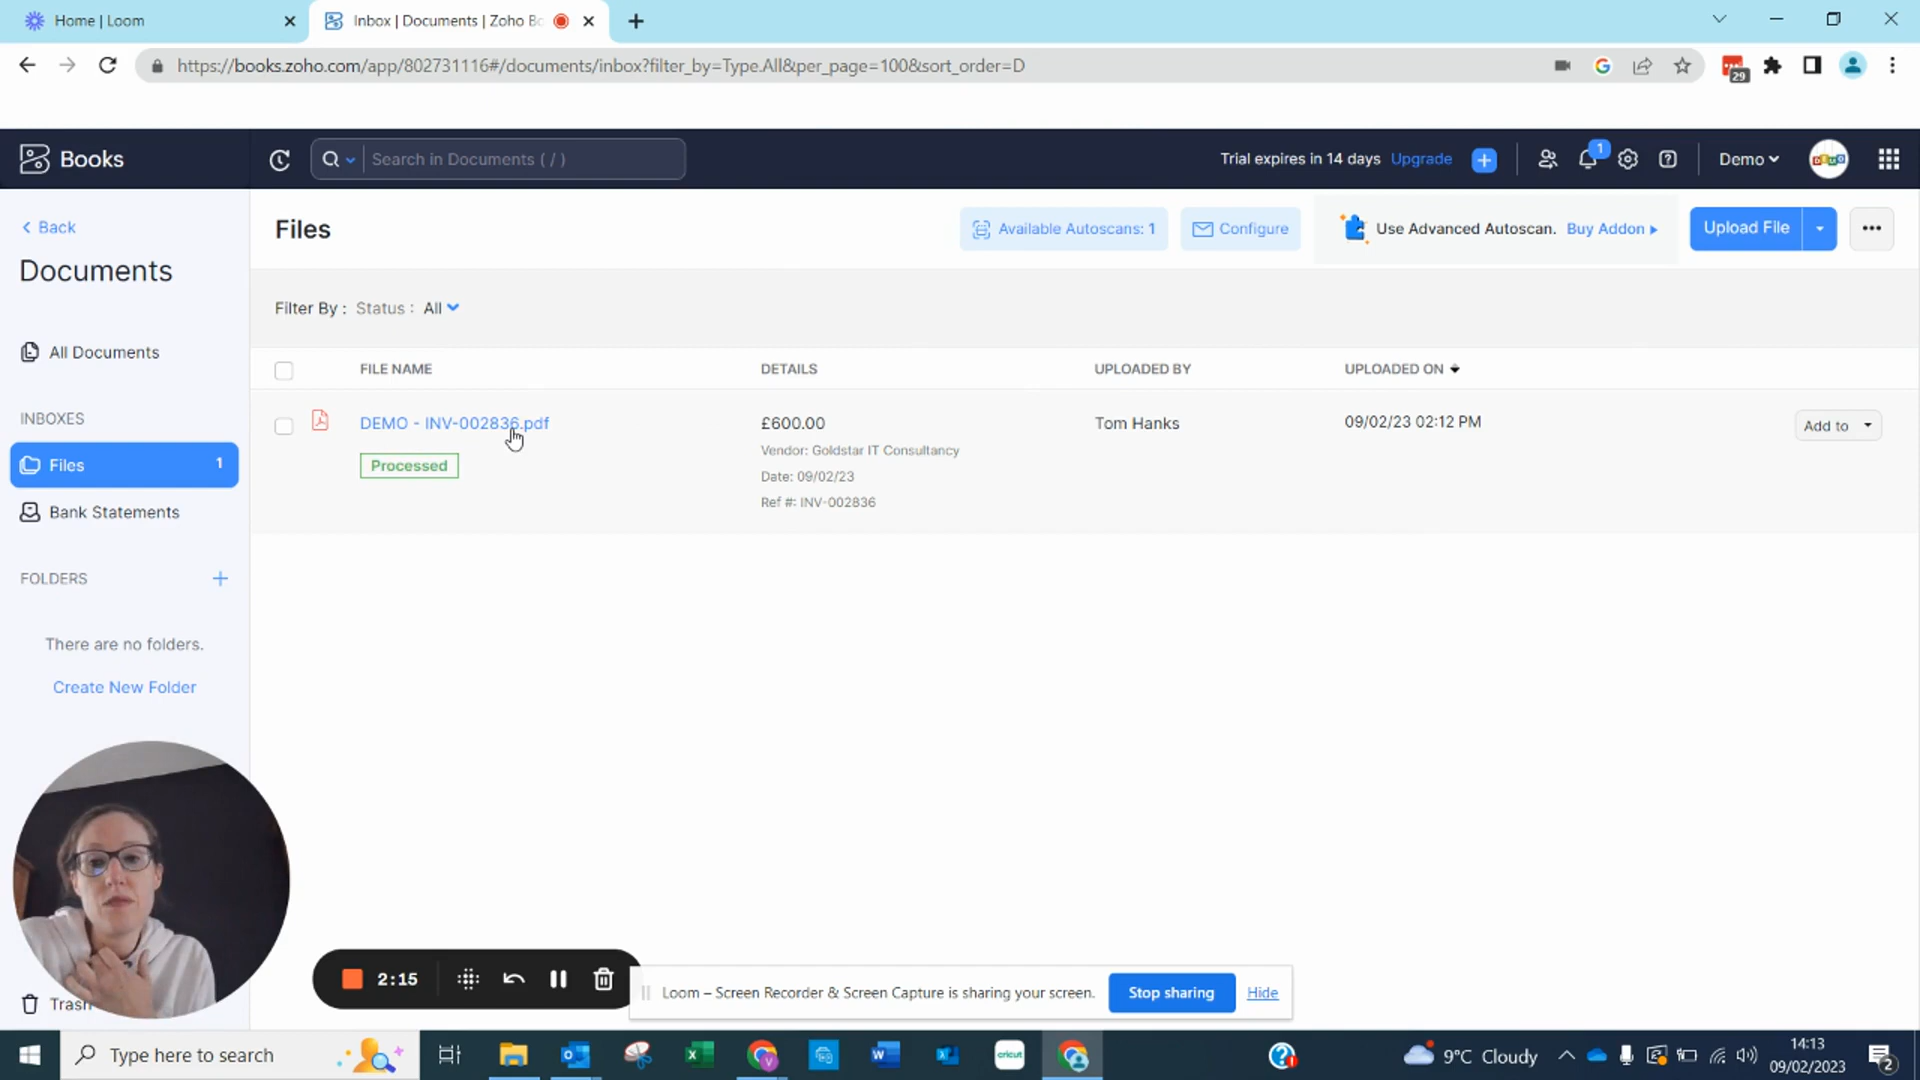 Home | Loom
Inbox | Documents | Zoho Bo
https://books.zoho.com/app/802731116#/documents/inbox?filter_by=Type.All&per_page=100&sort_order=D
29
Books
Search in Documents ( / )
Trial expires in 14 days Upgrade
1
Demo
DEMO
Back
Documents
All Documents
INBOXES
Files 1
Bank Statements
FOLDERS
There are no folders.
Create New Folder
Trash
Files
Available Autoscans: 1
Configure
Use Advanced Autoscan. Buy Addon
Upload File
Filter By : Status : All
FILE NAME DETAILS UPLOADED BY UPLOADED ON
DEMO - INV-002836.pdf £600.00 Tom Hanks 09/02/23 02:12 PM Add to
Vendor: Goldstar IT Consultancy
Processed
Date: 09/02/23
Ref #: INV-002836
2:15
Loom – Screen Recorder & Screen Capture is sharing your screen. Stop sharing Hide
Type here to search
cricut
9°C Cloudy
14:13
09/02/2023
2